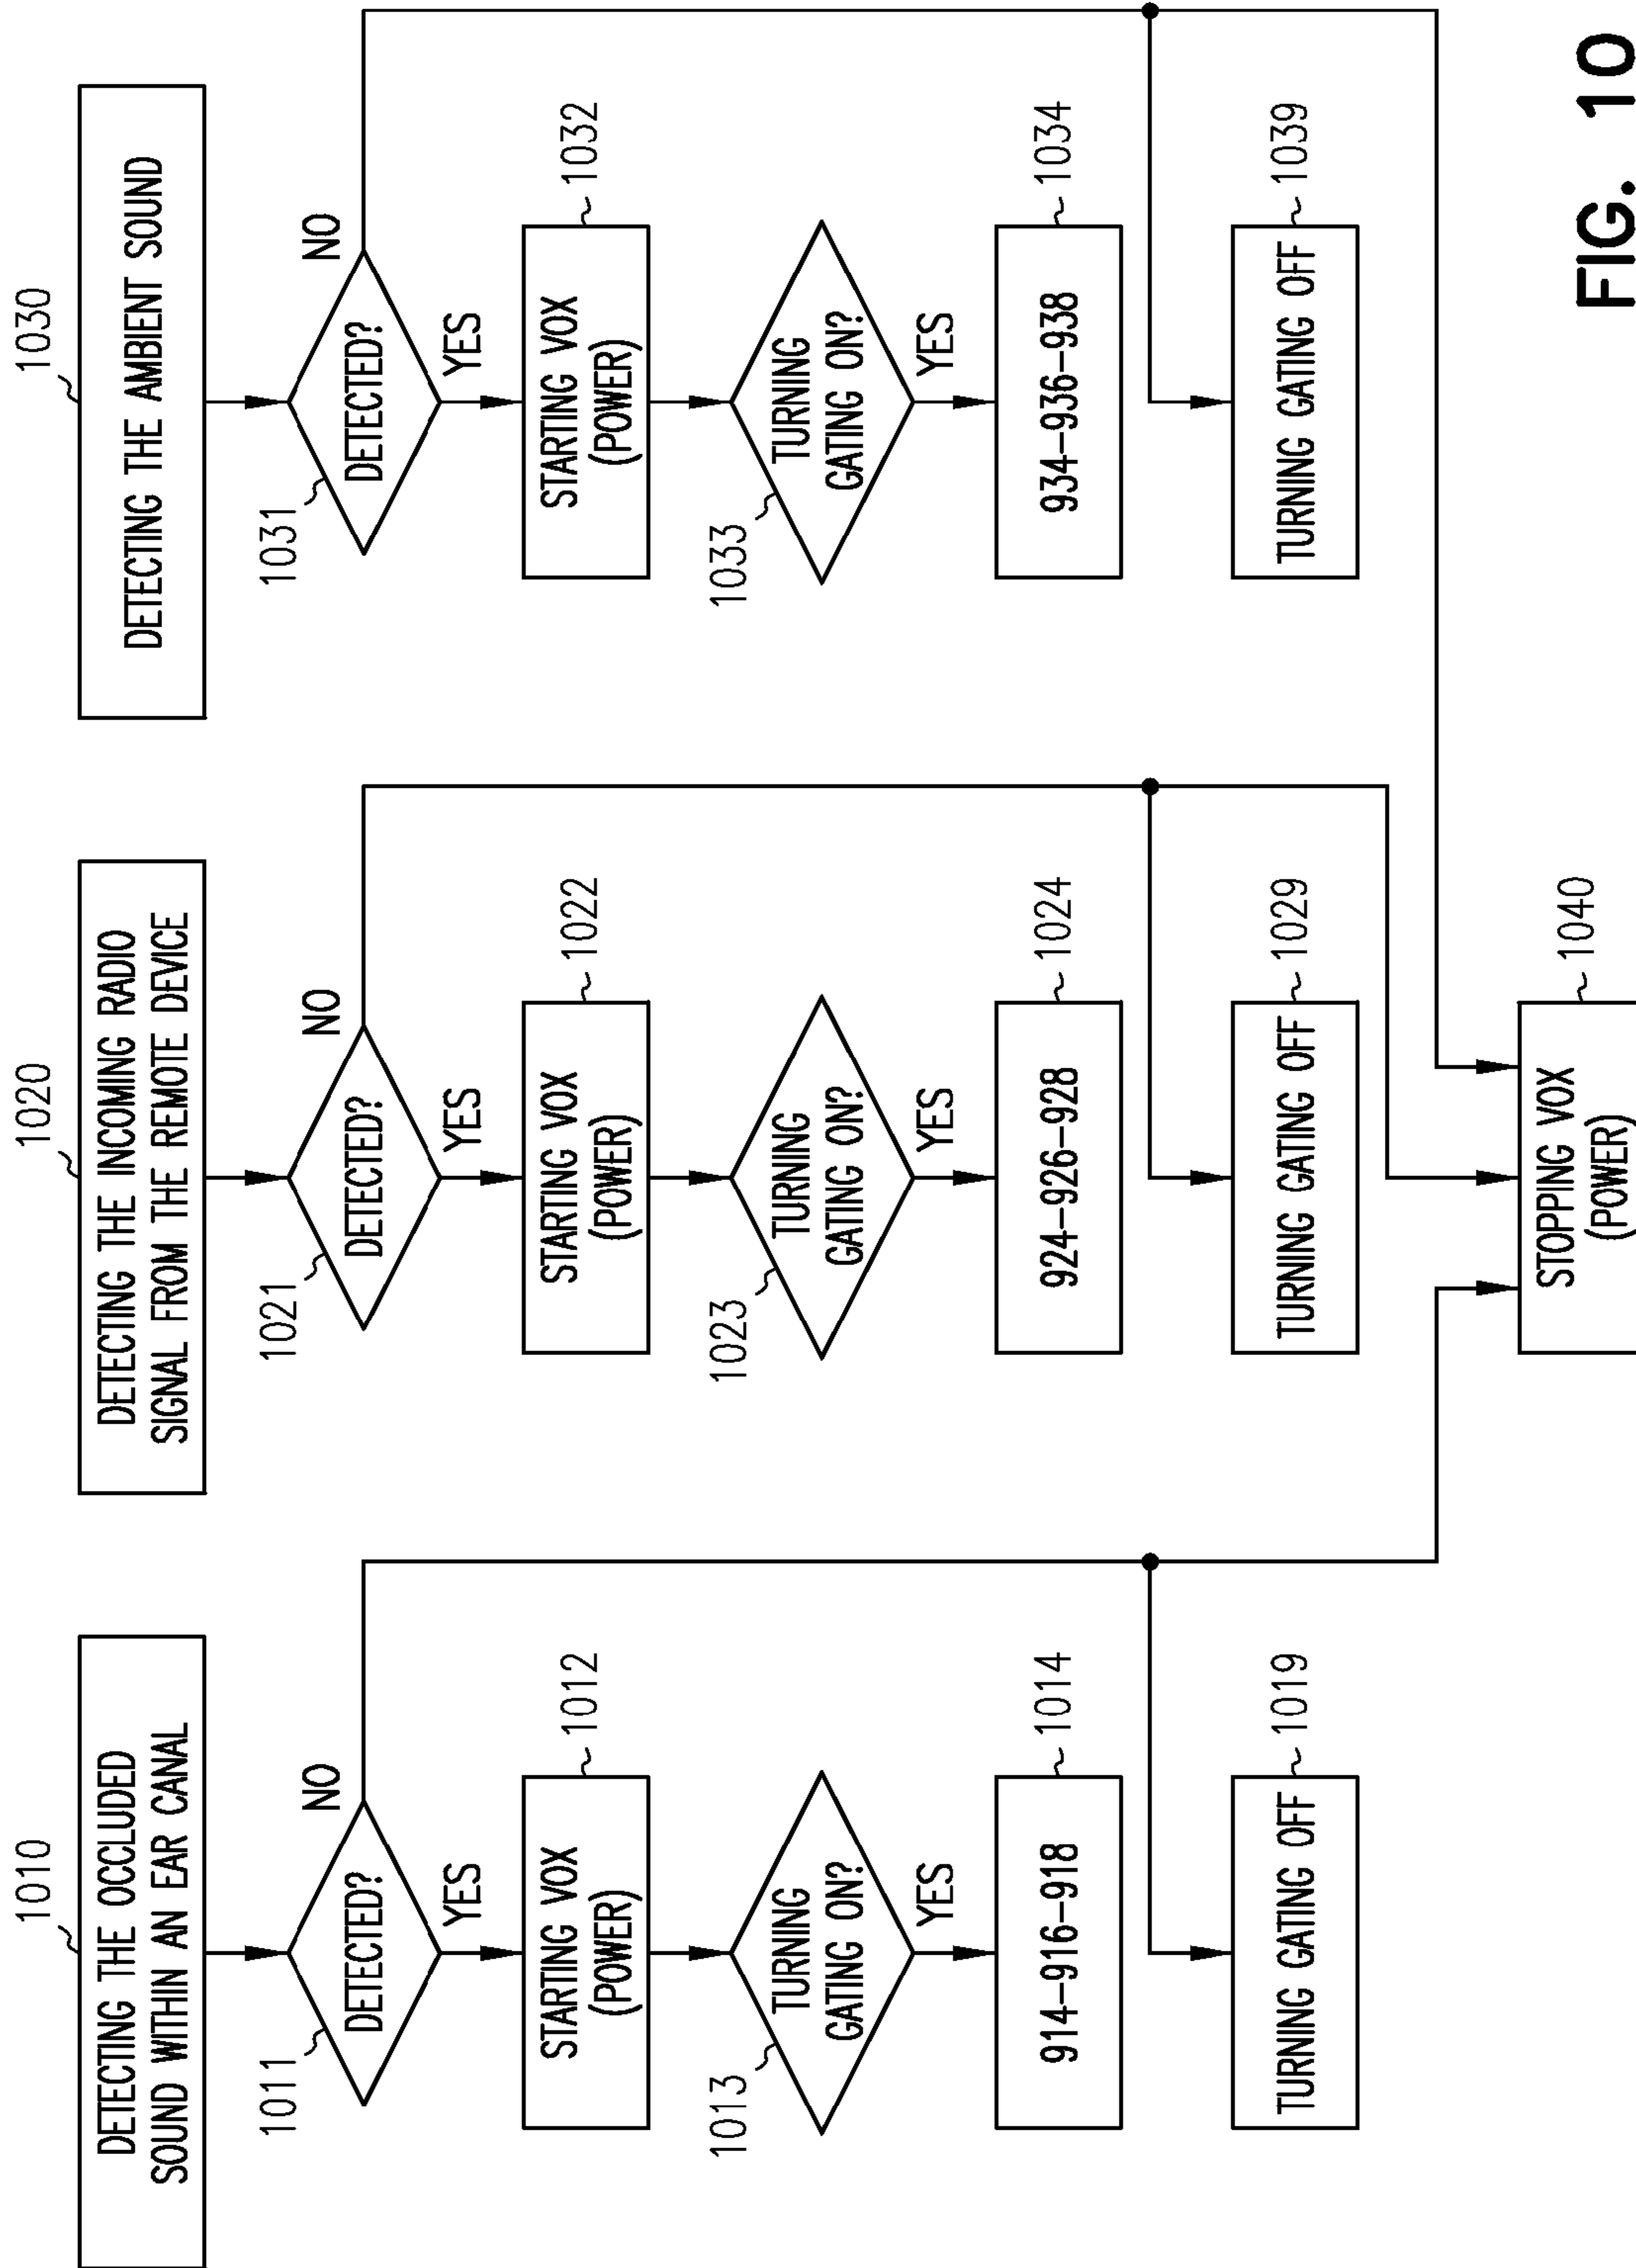 1010
DETECTING THE OCCLUDED
SOUND WITHIN AN EAR CANAL
1011
DETECTED?
NO
YES
STARTING VOX
(POWER)
1012
1013
TURNING
GATING ON?
YES
914-916-918
1014
TURNING GATING OFF
1019
1020
DETECTING THE INCOMING RADIO
SIGNAL FROM THE REMOTE DEVICE
1021
DETECTED?
NO
YES
STARTING VOX
(POWER)
1022
1023
TURNING
GATING ON?
YES
924-926-928
1024
TURNING GATING OFF
1029
1030
DETECTING THE AMBIENT SOUND
1031
DETECTED?
NO
YES
STARTING VOX
(POWER)
1032
1033
TURNING
GATING ON?
YES
934-936-938
1034
TURNING GATING OFF
1039
STOPPING VOX
(POWER)
1040
FIG. 10